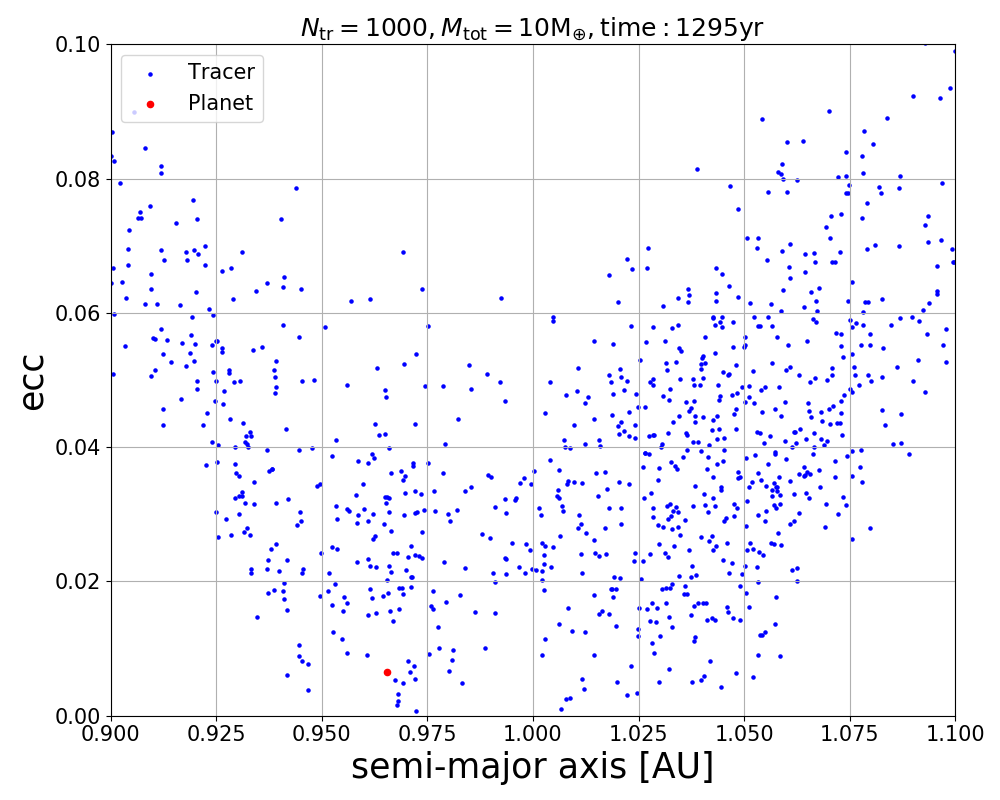 N_tr = 1000, M_tot = 10M_⊕, time : 1295yr
Tracer
Planet
ecc
0.10
0.08
0.06
0.04
0.02
0.00
0.900 0.925 0.950 0.975 1.000 1.025 1.050 1.075 1.100
semi-major axis [AU]